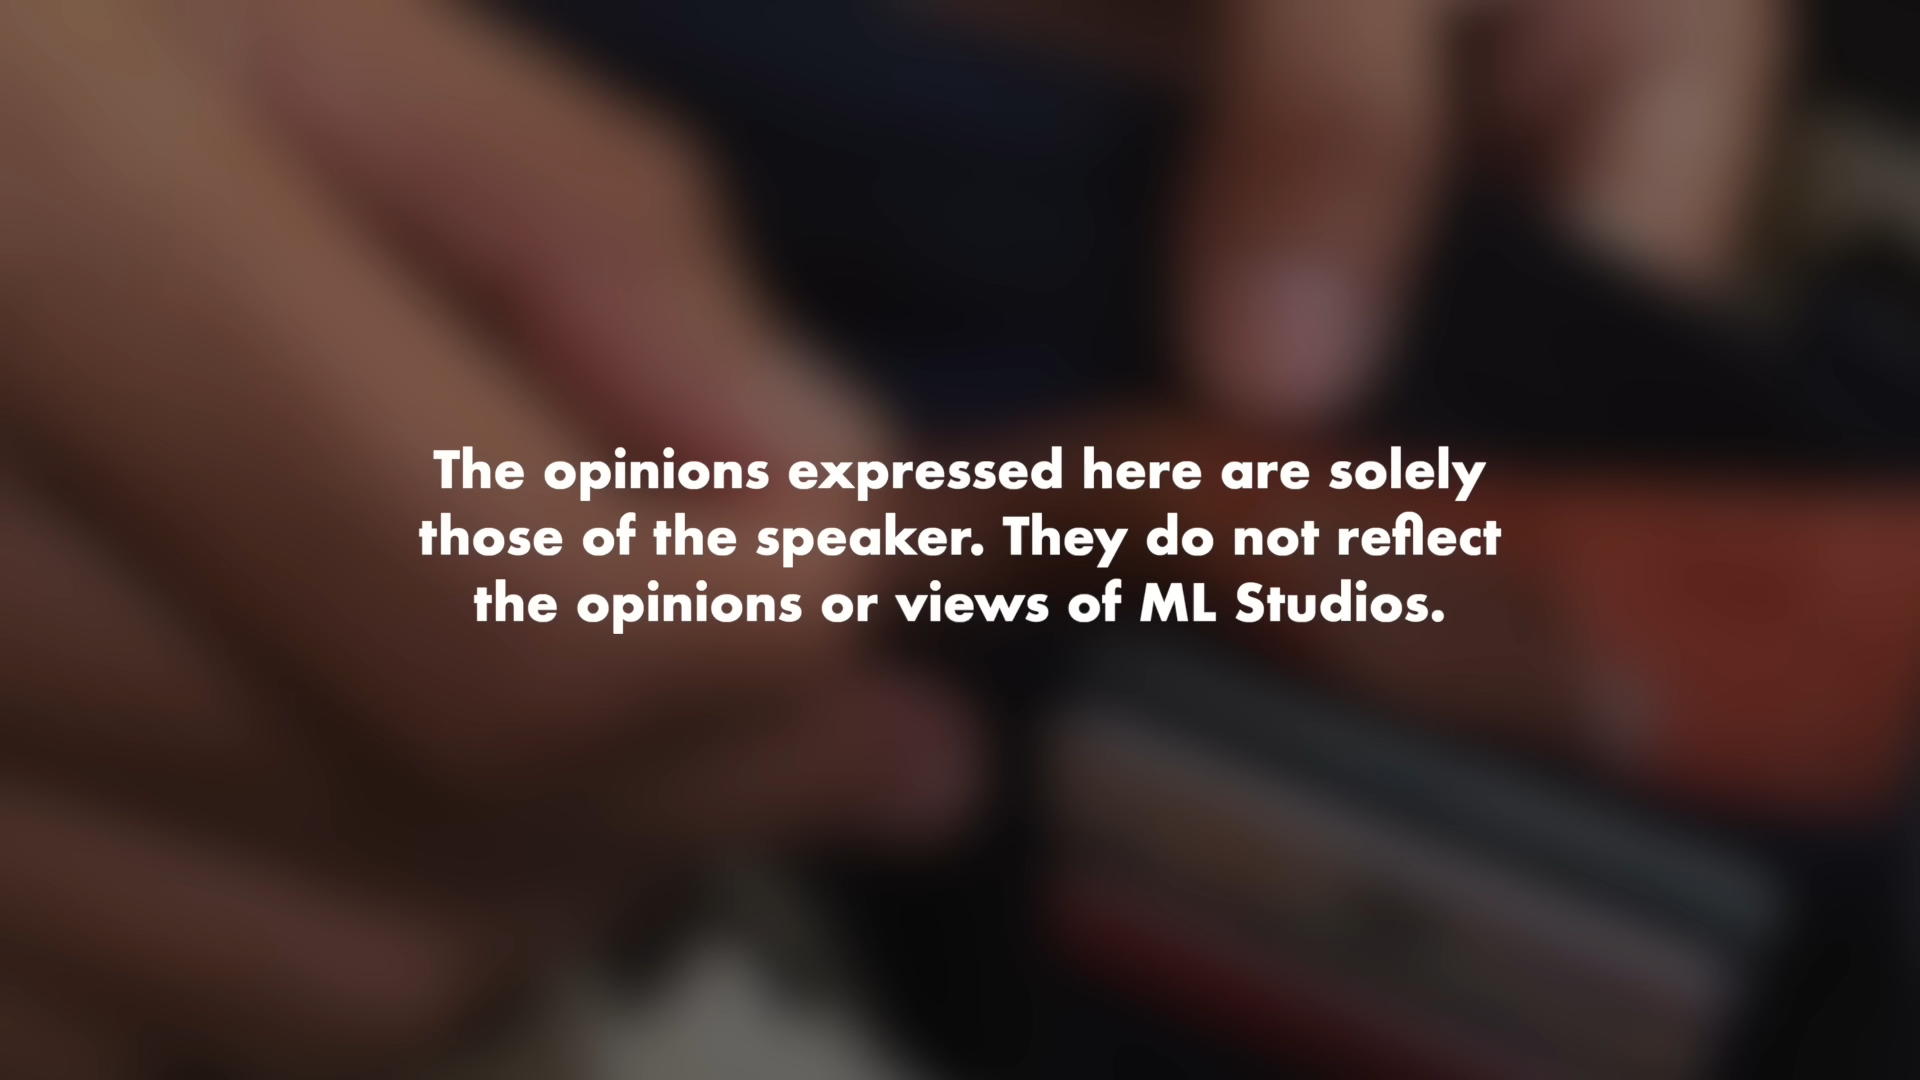 The opinions expressed here are solely
those of the speaker. They do not reflect
the opinions or views of ML Studios.